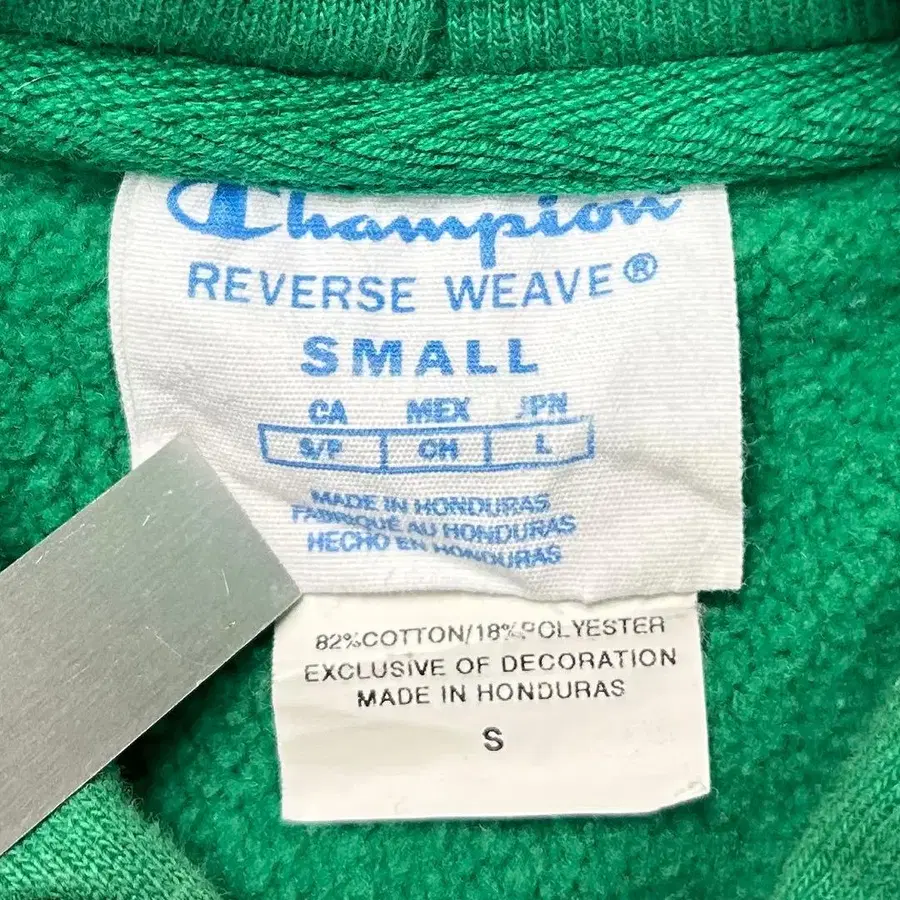 Champion
REVERSE WEAVE®
SMALL
CA MEX JPN
S/P CH L
MADE IN HONDURAS
FABRIQUÉ AU HONDURAS
HECHO EN HONDURAS
82%COTTON/18%POLYESTER
EXCLUSIVE OF DECORATION
MADE IN HONDURAS
S